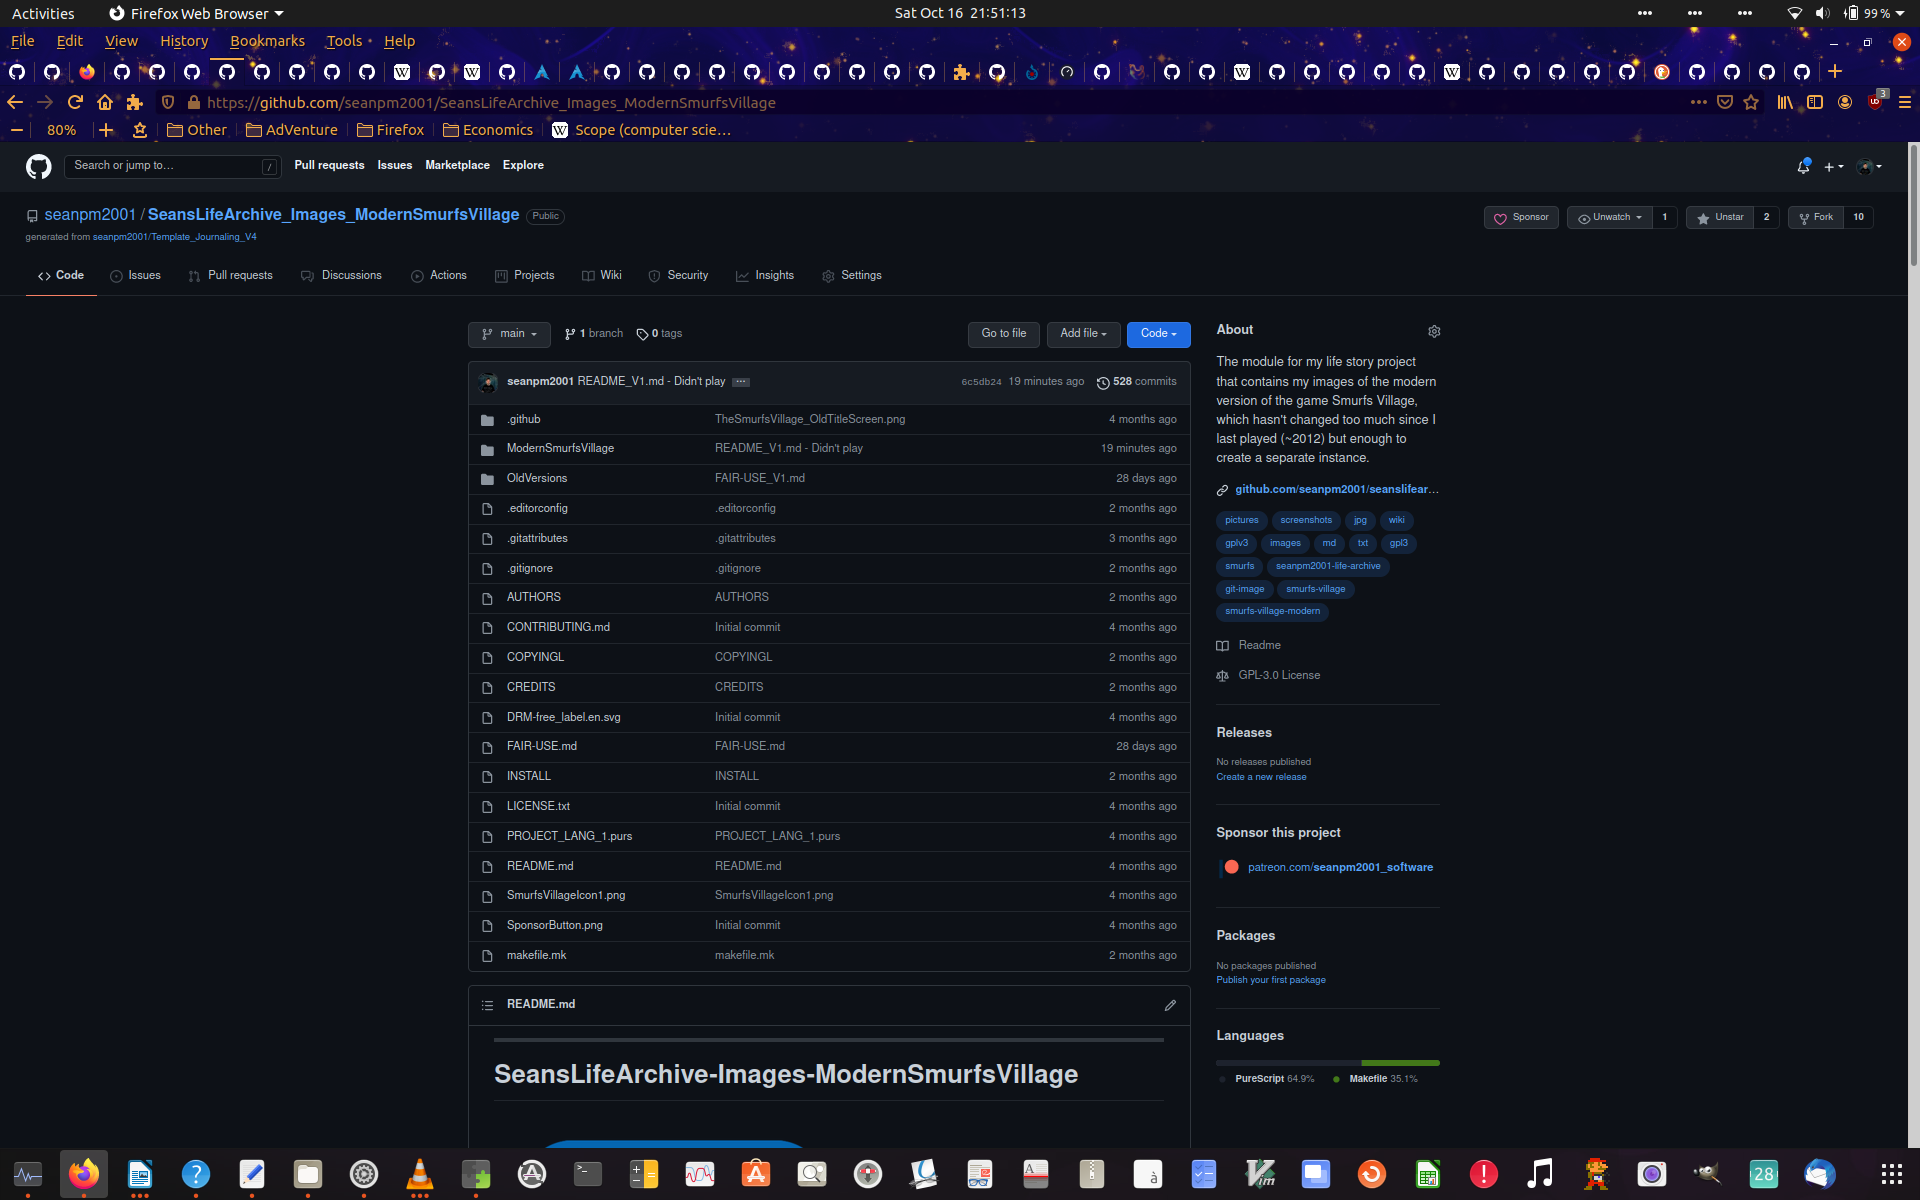 Activities Firefox Web Browser Sat Oct 16 21:51:13 99 %
File Edit View History Bookmarks Tools Help
https://github.com/seanpm2001/SeansLifeArchive_Images_ModernSmurfsVillage 3
80% Other AdVenture Firefox Economics Scope (computer scie…
Search or jump to… / Pull requests Issues Marketplace Explore
seanpm2001 / SeansLifeArchive_Images_ModernSmurfsVillage Public Sponsor Unwatch 1 Unstar 2 Fork 10
generated from seanpm2001/Template_Journaling_V4
Code Issues Pull requests Discussions Actions Projects Wiki Security Insights Settings
main 1 branch 0 tags Go to file Add file Code
seanpm2001 README_V1.md - Didn't play … 6c5db24 19 minutes ago 528 commits
.github TheSmurfsVillage_OldTitleScreen.png 4 months ago
ModernSmurfsVillage README_V1.md - Didn't play 19 minutes ago
OldVersions FAIR-USE_V1.md 28 days ago
.editorconfig .editorconfig 2 months ago
.gitattributes .gitattributes 3 months ago
.gitignore .gitignore 2 months ago
AUTHORS AUTHORS 2 months ago
CONTRIBUTING.md Initial commit 4 months ago
COPYINGL COPYINGL 2 months ago
CREDITS CREDITS 2 months ago
DRM-free_label.en.svg Initial commit 4 months ago
FAIR-USE.md FAIR-USE.md 28 days ago
INSTALL INSTALL 2 months ago
LICENSE.txt Initial commit 4 months ago
PROJECT_LANG_1.purs PROJECT_LANG_1.purs 4 months ago
README.md README.md 4 months ago
SmurfsVillageIcon1.png SmurfsVillageIcon1.png 4 months ago
SponsorButton.png Initial commit 4 months ago
makefile.mk makefile.mk 2 months ago
README.md
SeansLifeArchive-Images-ModernSmurfsVillage
About
The module for my life story project
that contains my images of the modern
version of the game Smurfs Village,
which hasn't changed too much since I
last played (~2012) but enough to
create a separate instance.
github.com/seanpm2001/seanslifear…
pictures screenshots jpg wiki
gplv3 images md txt gpl3
smurfs seanpm2001-life-archive
git-image smurfs-village
smurfs-village-modern
Readme
GPL-3.0 License
Releases
No releases published
Create a new release
Sponsor this project
patreon.com/seanpm2001_software
Packages
No packages published
Publish your first package
Languages
PureScript 64.9% Makefile 35.1%
28